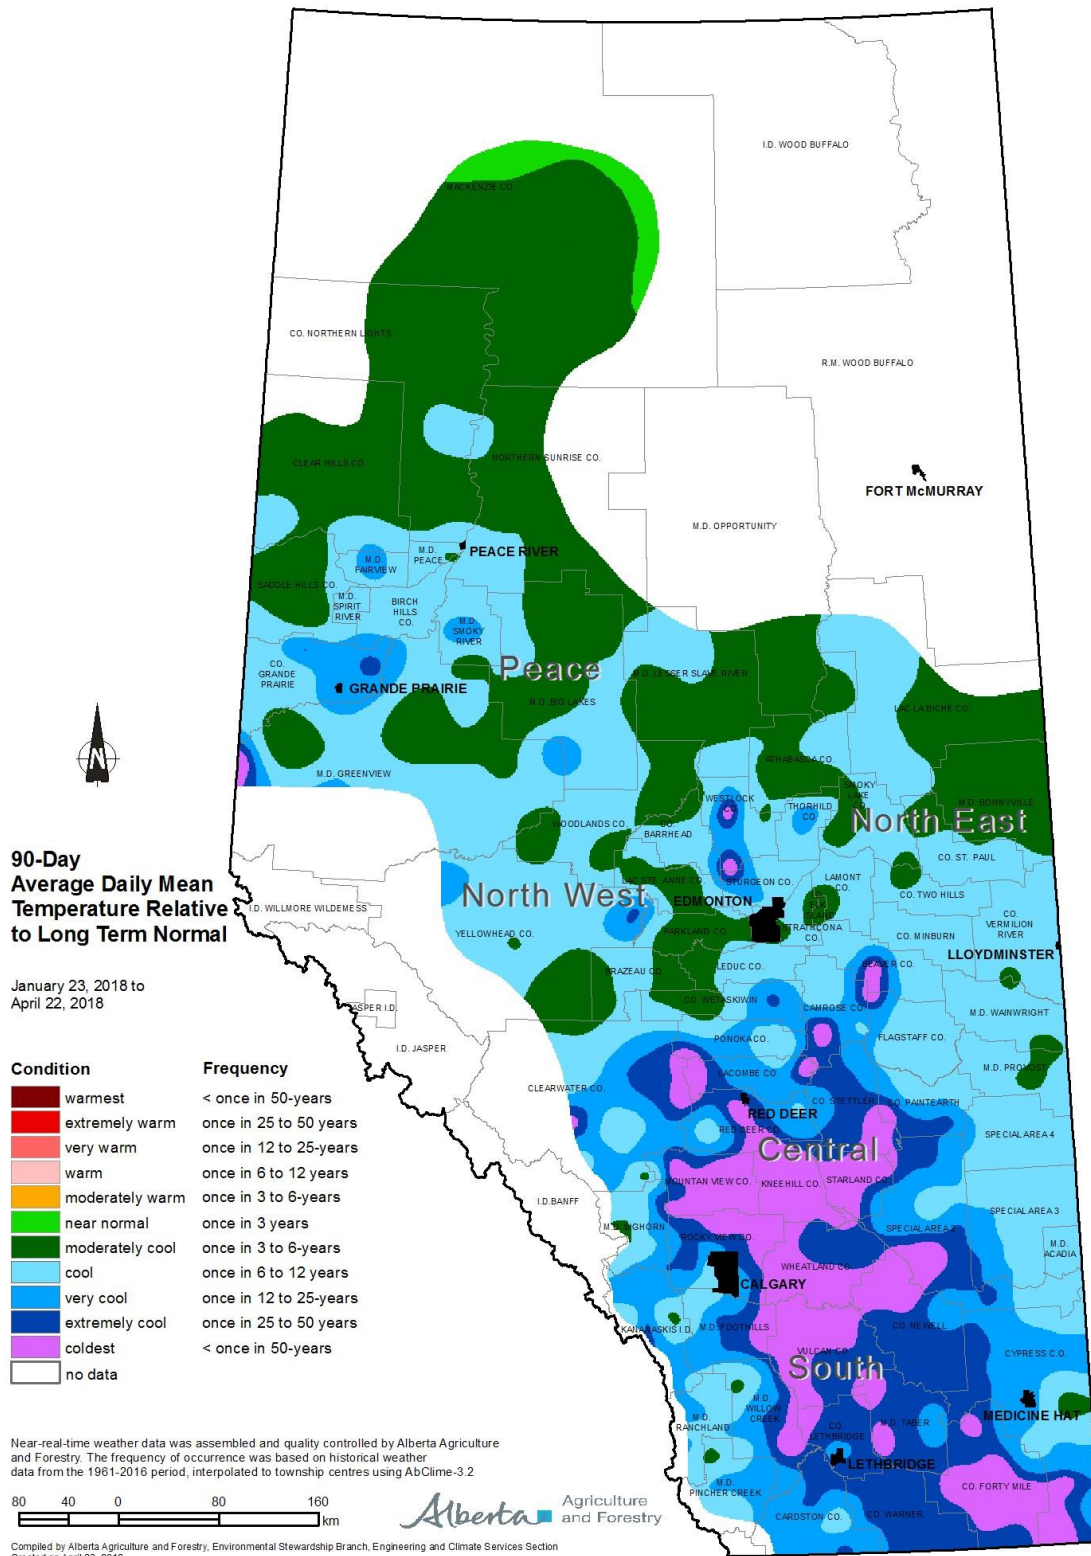 I.D. WOOD BUFFALO
MACKENZIE CO.
CO. NORTHERN LIGHTS
R.M. WOOD BUFFALO
CLEAR HILLS CO.
NORTHERN SUNRISE CO.
FORT McMURRAY
M.D. OPPORTUNITY
PEACE RIVER
M.D.
PEACE
M.D.
FAIRVIEW
SADDLE HILLS CO.
M.D.
SPIRIT
RIVER
BIRCH
HILLS
CO.
M.D.
SMOKY
RIVER
Peace
CO.
GRANDE
PRAIRIE
GRANDE PRAIRIE
M.D. LESSER SLAVE RIVER
M.D. BIG LAKES
LAC LA BICHE CO.
N
M.D. GREENVIEW
ATHABASCA CO.
SMOKY
LAKE
M.D. BONNYVILLE
WESTLOCK
THORHILD
CO.
North East
WOODLANDS CO.
CO.
BARRHEAD
CO. ST. PAUL
90-Day
Average Daily Mean
Temperature Relative
to Long Term Normal
LAC STE. ANNE CO.
STURGEON CO.
LAMONT
CO.
CO. TWO HILLS
North West
EDMONTON
ELK
ISLAND
I.D. WILLMORE WILDERNESS
CO.
VERMILION
RIVER
YELLOWHEAD CO.
PARKLAND CO.
STRATHCONA
CO.
CO. MINBURN
LLOYDMINSTER
BRAZEAU CO.
LEDUC CO.
BEAVER CO.
January 23, 2018 to
April 22, 2018
JASPER I.D.
CO. WETASKIWIN
CAMROSE CO.
M.D. WAINWRIGHT
I.D. JASPER
PONOKA CO.
FLAGSTAFF CO.
M.D. PROVOST
CLEARWATER CO.
LACOMBE CO.
CO. STETTLER
CO. PAINTEARTH
RED DEER
RED DEER CO.
SPECIAL AREA 4
Central
MOUNTAIN VIEW CO.
KNEEHILL CO.
STARLAND CO.
I.D. BANFF
M.D. BIGHORN
SPECIAL AREA 3
SPECIAL AREA 2
ROCKY VIEW CO.
M.D.
ACADIA
WHEATLAND CO.
CALGARY
KANANASKIS I.D.
M.D. FOOTHILLS
CO. NEWELL
VULCAN CO.
CYPRESS C.O.
South
M.D.
WILLOW
CREEK
M.D.
RANCHLAND
MEDICINE HAT
CO.
LETHBRIDGE
M.D. TABER
LETHBRIDGE
M.D.
PINCHER CREEK
CO. FORTY MILE
CARDSTON CO.
CO. WARNER
Condition Frequency
warmest < once in 50-years
extremely warm once in 25 to 50 years
very warm once in 12 to 25-years
warm once in 6 to 12 years
moderately warm once in 3 to 6-years
near normal once in 3 years
moderately cool once in 3 to 6-years
cool once in 6 to 12 years
very cool once in 12 to 25-years
extremely cool once in 25 to 50 years
coldest < once in 50-years
no data
Near-real-time weather data was assembled and quality controlled by Alberta Agriculture
and Forestry. The frequency of occurrence was based on historical weather
data from the 1961-2016 period, interpolated to township centres using AbClime-3.2
80 40 0 80 160
km
Alberta Agriculture
and Forestry
Compiled by Alberta Agriculture and Forestry, Environmental Stewardship Branch, Engineering and Climate Services Section